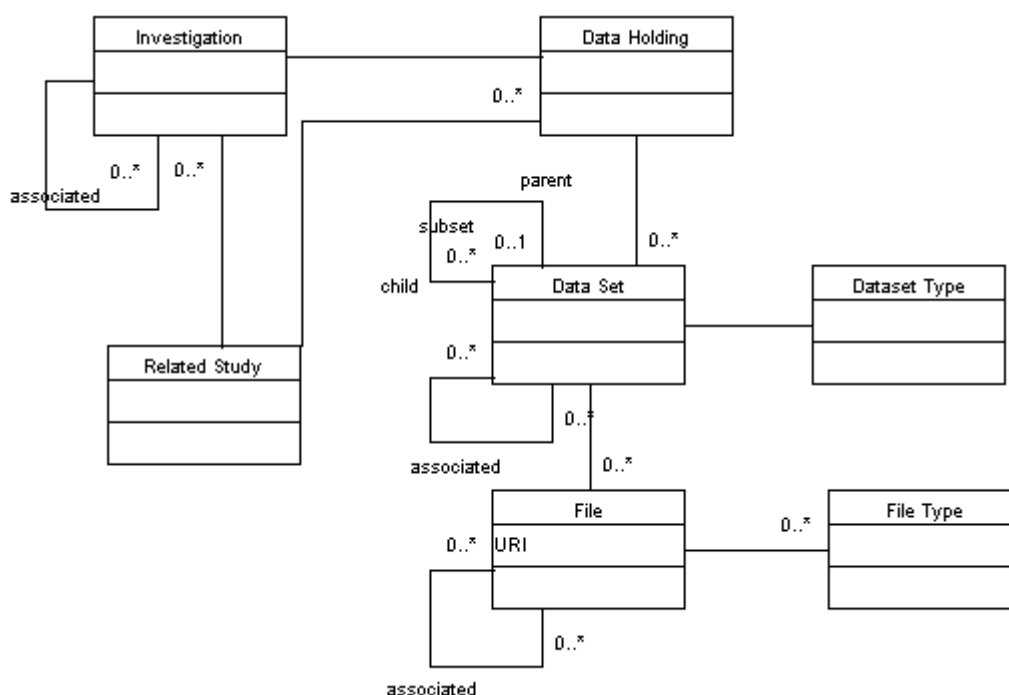 Investigation
Data Holding
0..*
0..*
0..*
associated
parent
subset
0..1
0..*
0..*
child
Data Set
Dataset Type
0..*
Related Study
0..*
associated
0..*
File
File Type
0..*
0..*
URI
0..*
associated